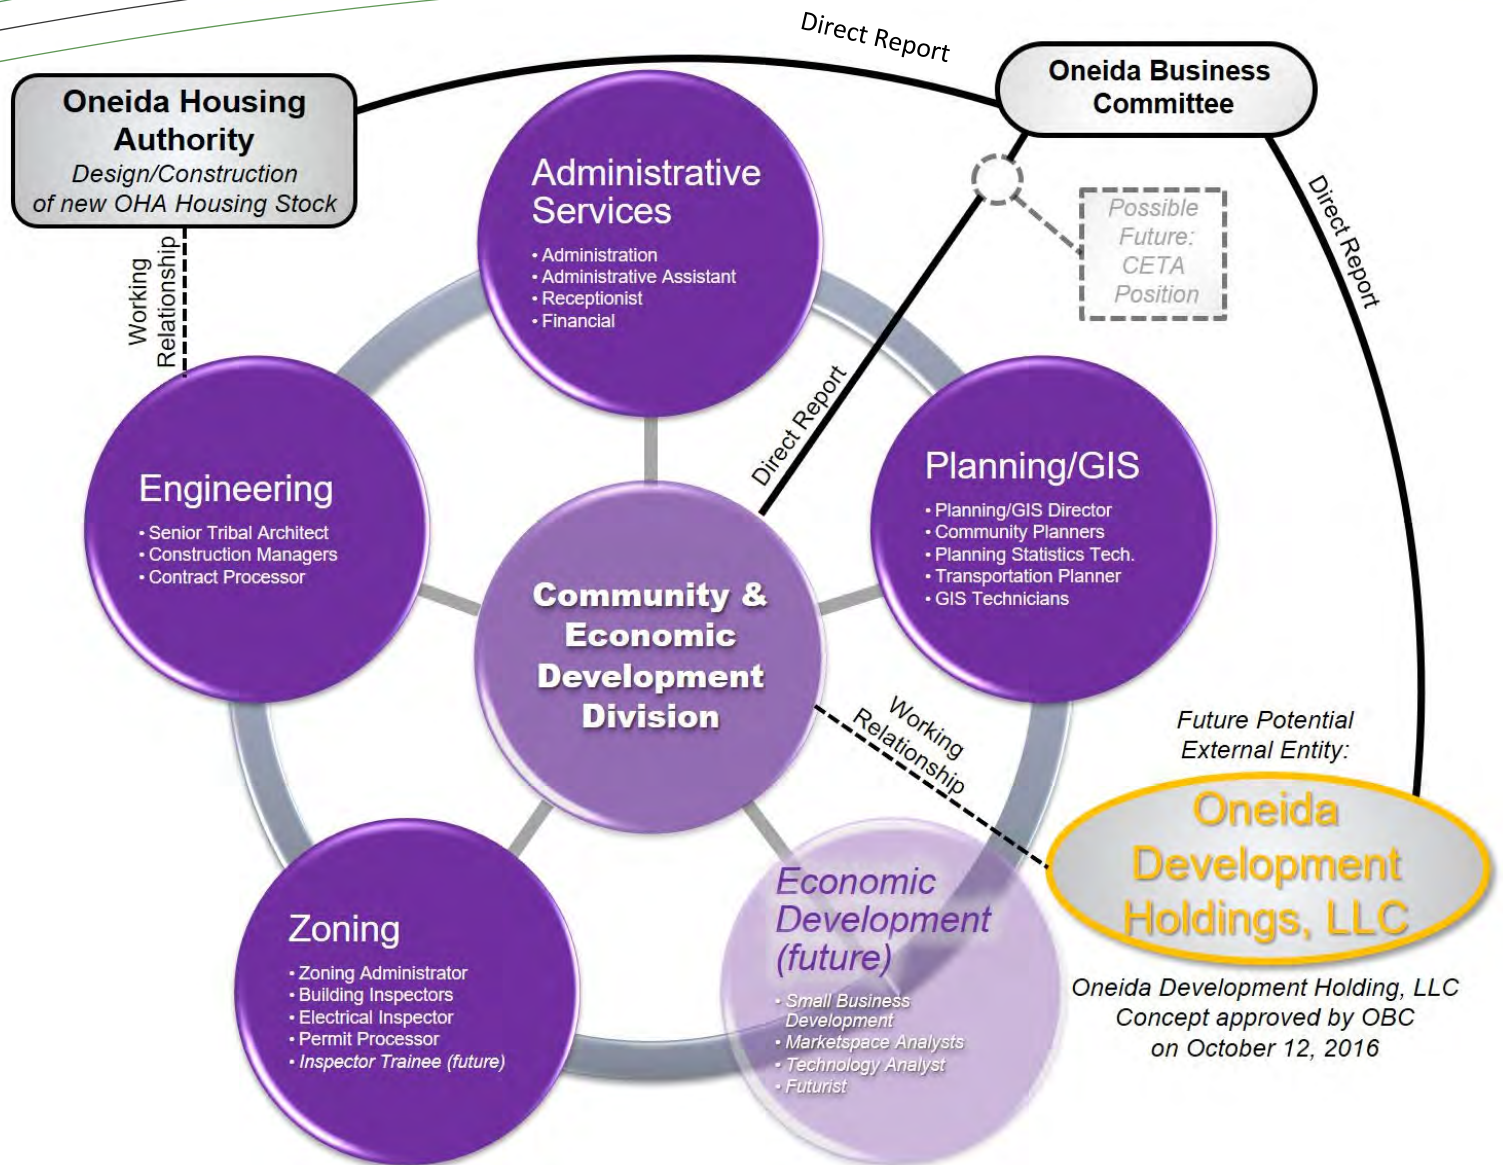 Direct Report
Oneida Housing
Authority
Design/Construction
of new OHA Housing Stock
Oneida Business
Committee
Administrative
Services
• Administration
• Administrative Assistant
• Receptionist
• Financial
Possible
Future:
CETA
Position
Direct Report
Working
Relationship
Direct Report
Engineering
• Senior Tribal Architect
• Construction Managers
• Contract Processor
Planning/GIS
• Planning/GIS Director
• Community Planners
• Planning Statistics Tech.
• Transportation Planner
• GIS Technicians
Community &
Economic
Development
Division
Working
Relationship
Future Potential
External Entity:
Oneida
Development
Holdings, LLC
Oneida Development Holding, LLC
Concept approved by OBC
on October 12, 2016
Zoning
• Zoning Administrator
• Building Inspectors
• Electrical Inspector
• Permit Processor
• Inspector Trainee (future)
Economic
Development
(future)
• Small Business
Development
• Marketspace Analysts
• Technology Analyst
• Futurist